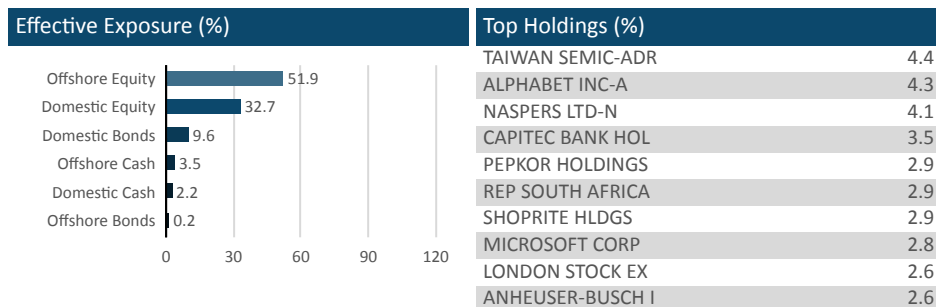 Effective Exposure (%)
Offshore Equity 51.9
Domestic Equity 32.7
Domestic Bonds 9.6
Offshore Cash 3.5
Domestic Cash 2.2
Offshore Bonds 0.2
0 30 60 90 120
Top Holdings (%)
TAIWAN SEMIC-ADR 4.4
ALPHABET INC-A 4.3
NASPERS LTD-N 4.1
CAPITEC BANK HOL 3.5
PEPKOR HOLDINGS 2.9
REP SOUTH AFRICA 2.9
SHOPRITE HLDGS 2.9
MICROSOFT CORP 2.8
LONDON STOCK EX 2.6
ANHEUSER-BUSCH I 2.6